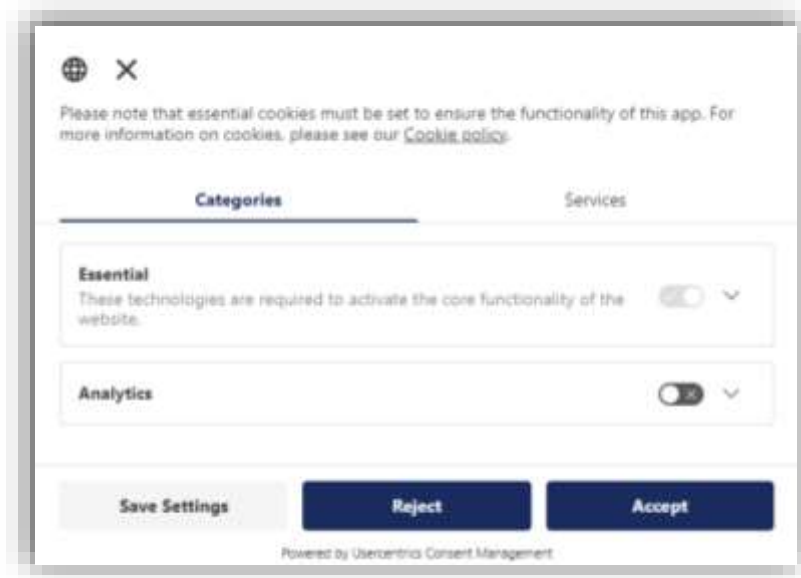 Please note that essential cookies must be set to ensure the functionality of this app. For
more information on cookies, please see our Cookie policy.
Categories
Services
Essential
These technologies are required to activate the core functionality of the
website.
Analytics
Save Settings
Reject
Accept
Powered by Usercentrics Consent Management